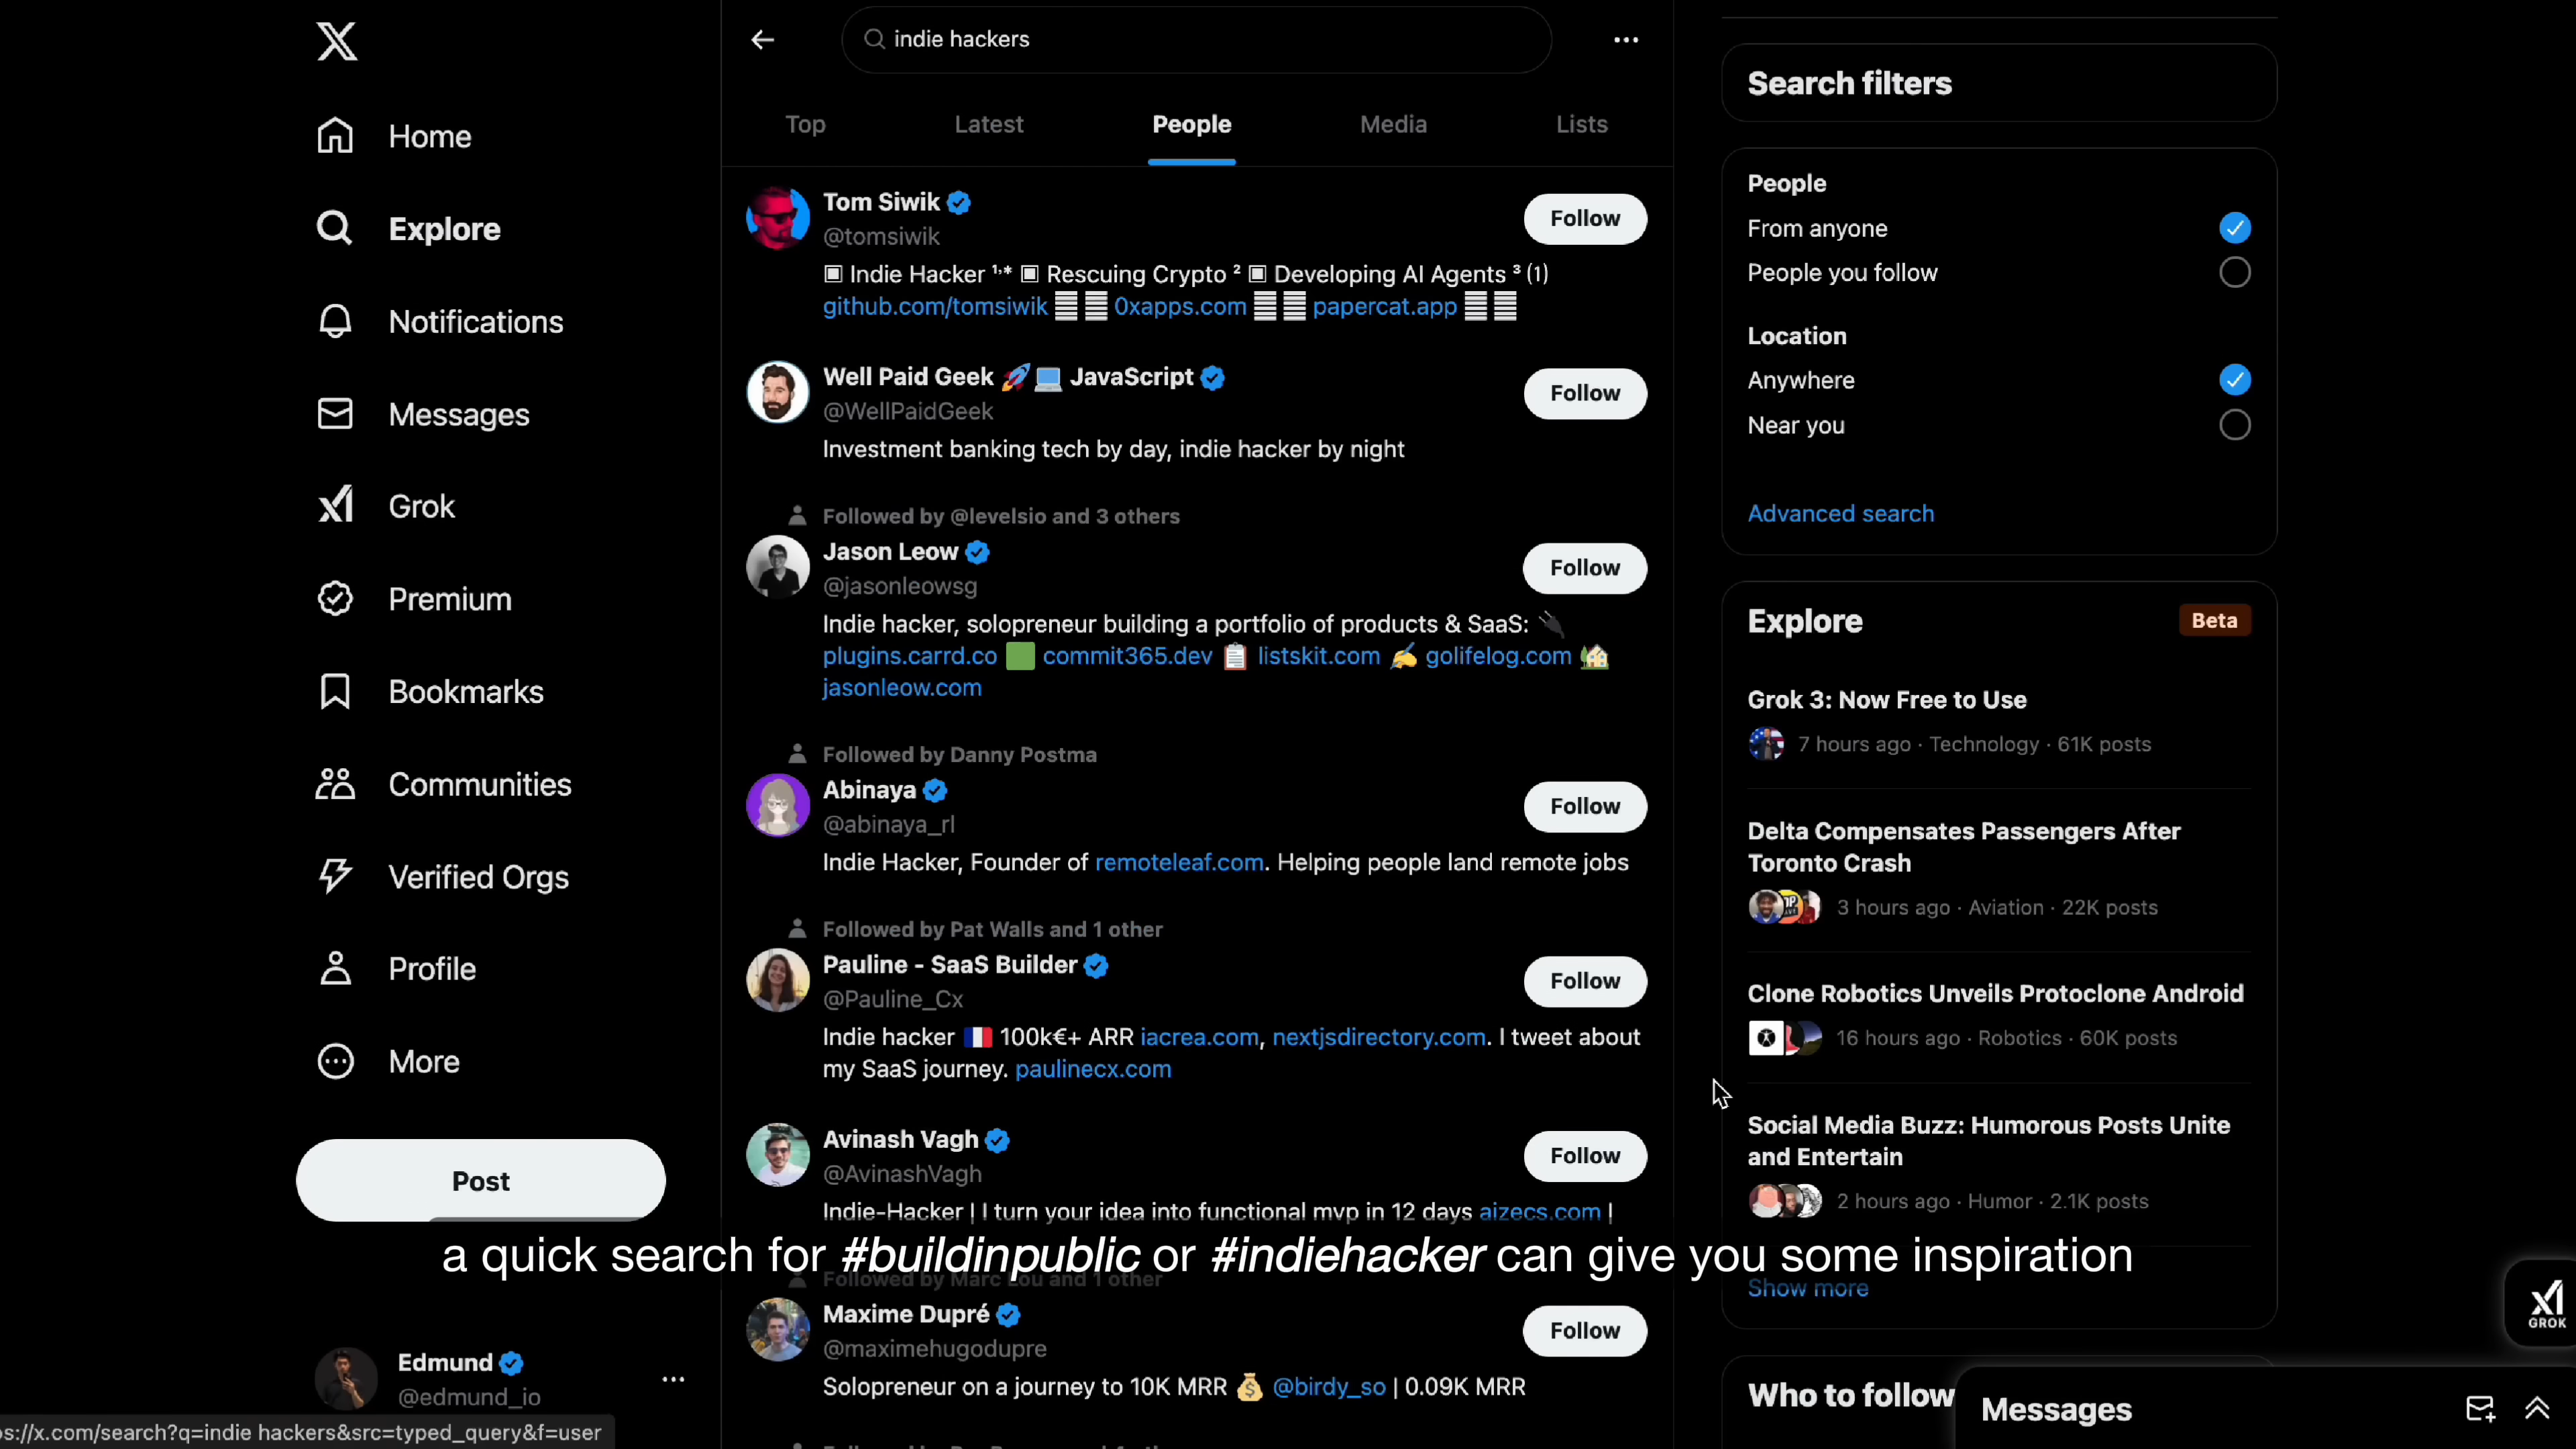 Home
Explore
Notifications
Messages
Grok
Premium
Bookmarks
Communities
Verified Orgs
Profile
More
Post
Edmund
@edmund_io
s://x.com/search?q=indie hackers&src=typed_query&f=user
indie hackers
Top
Latest
People
Media
Lists
Tom Siwik
@tomsiwik
Follow
▣ Indie Hacker ¹·* ▣ Rescuing Crypto ² ▣ Developing AI Agents ³ (1)
github.com/tomsiwik 𝌆 𝌆 0xapps.com 𝌆 𝌆 papercat.app 𝌆 𝌆
Well Paid Geek 🚀💻 JavaScript
@WellPaidGeek
Follow
Investment banking tech by day, indie hacker by night
Followed by @levelsio and 3 others
Jason Leow
@jasonleowsg
Follow
Indie hacker, solopreneur building a portfolio of products & SaaS: 🔌
plugins.carrd.co 🟩 commit365.dev 📋 listskit.com ✍️ golifelog.com 🏡
jasonleow.com
Followed by Danny Postma
Abinaya
@abinaya_rl
Follow
Indie Hacker, Founder of remoteleaf.com. Helping people land remote jobs
Followed by Pat Walls and 1 other
Pauline - SaaS Builder
@Pauline_Cx
Follow
Indie hacker 🇫🇷 100k€+ ARR iacrea.com, nextjsdirectory.com. I tweet about
my SaaS journey. paulinecx.com
Avinash Vagh
@AvinashVagh
Follow
Indie-Hacker | I turn your idea into functional mvp in 12 days aizecs.com |
a quick search for #buildinpublic or #indiehacker can give you some inspiration
Followed by Marc Lou and 1 other
Maxime Dupré
@maximehugodupre
Follow
Solopreneur on a journey to 10K MRR 💰 @birdy_so | 0.09K MRR
Search filters
People
From anyone
People you follow
Location
Anywhere
Near you
Advanced search
Explore
Beta
Grok 3: Now Free to Use
7 hours ago · Technology · 61K posts
Delta Compensates Passengers After
Toronto Crash
3 hours ago · Aviation · 22K posts
Clone Robotics Unveils Protoclone Android
16 hours ago · Robotics · 60K posts
Social Media Buzz: Humorous Posts Unite
and Entertain
2 hours ago · Humor · 2.1K posts
Show more
GROK
Who to follow
Messages